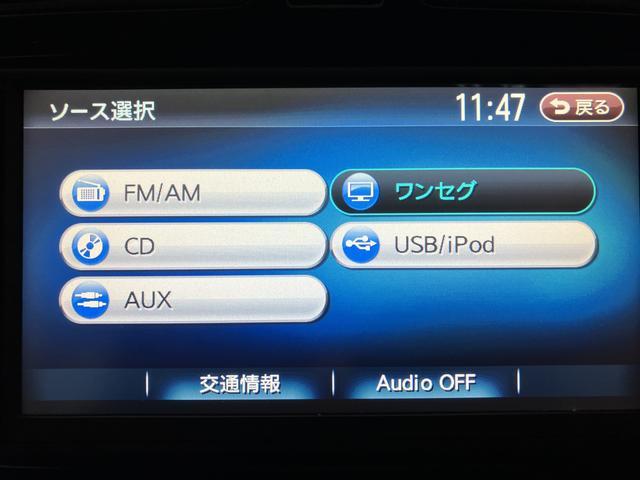 ソース選択
11:47
戻る
FM/AM
ワンセグ
CD
USB/iPod
AUX
交通情報
Audio OFF